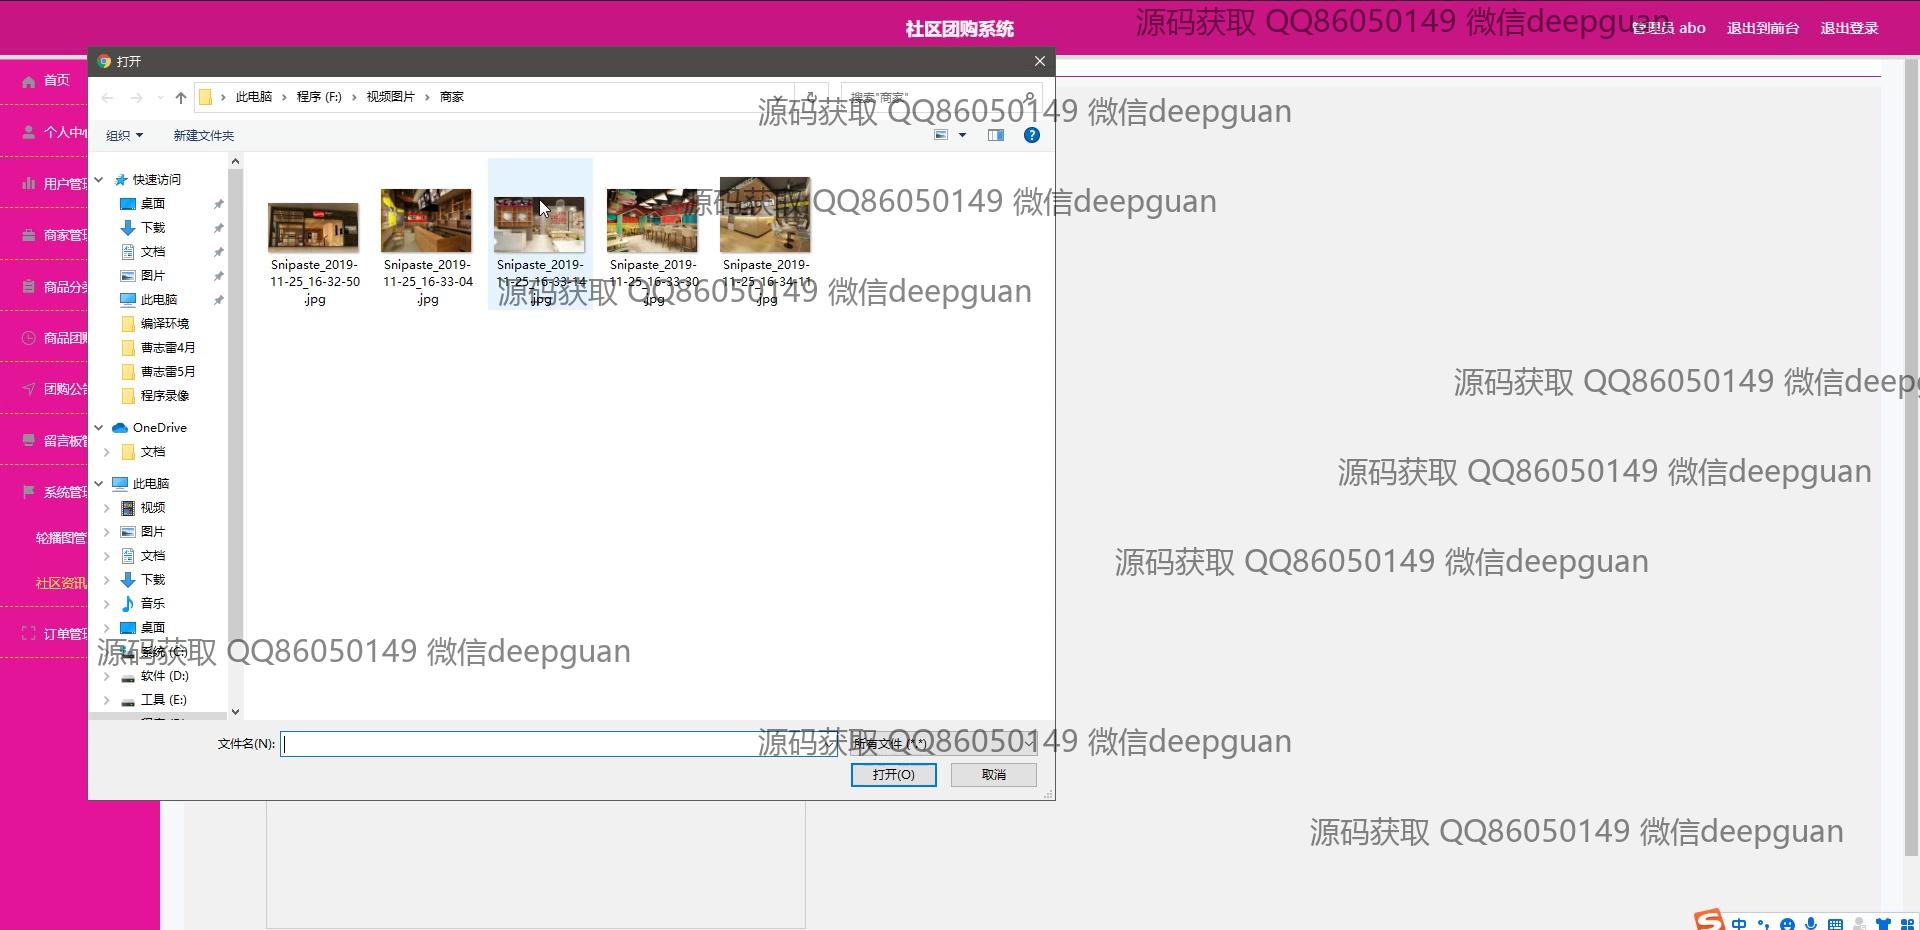 社区团购系统
源码获取 QQ86050149 微信deepguan
管理员 abo
退出到前台
退出登录
打开
首页
此电脑 › 程序 (F:) › 视频图片 › 商家
搜索"商家"
源码获取 QQ86050149 微信deepguan
个人中
组织
新建文件夹
快速访问
用户管
桌面
源码获取 QQ86050149 微信deepguan
下载
商家管
文档
图片
商品分
此电脑
Snipaste_2019-11-25_16-32-50.jpg
Snipaste_2019-11-25_16-33-04.jpg
Snipaste_2019-11-25_16-33-14.jpg
Snipaste_2019-11-25_16-33-30.jpg
Snipaste_2019-11-25_16-34-11.jpg
源码获取 QQ86050149 微信deepguan
编译环境
商品团
曹志雷4月
曹志雷5月
源码获取 QQ86050149 微信deep
团购公
程序录像
OneDrive
留言板
文档
源码获取 QQ86050149 微信deepguan
此电脑
系统管
视频
图片
轮播图管
文档
源码获取 QQ86050149 微信deepguan
下载
社区资讯
音乐
桌面
订单管
系统 (C:)
源码获取 QQ86050149 微信deepguan
软件 (D:)
工具 (E:)
文件名(N):
所有文件 (*.*)
源码获取 QQ86050149 微信deepguan
打开(O)
取消
源码获取 QQ86050149 微信deepguan
中